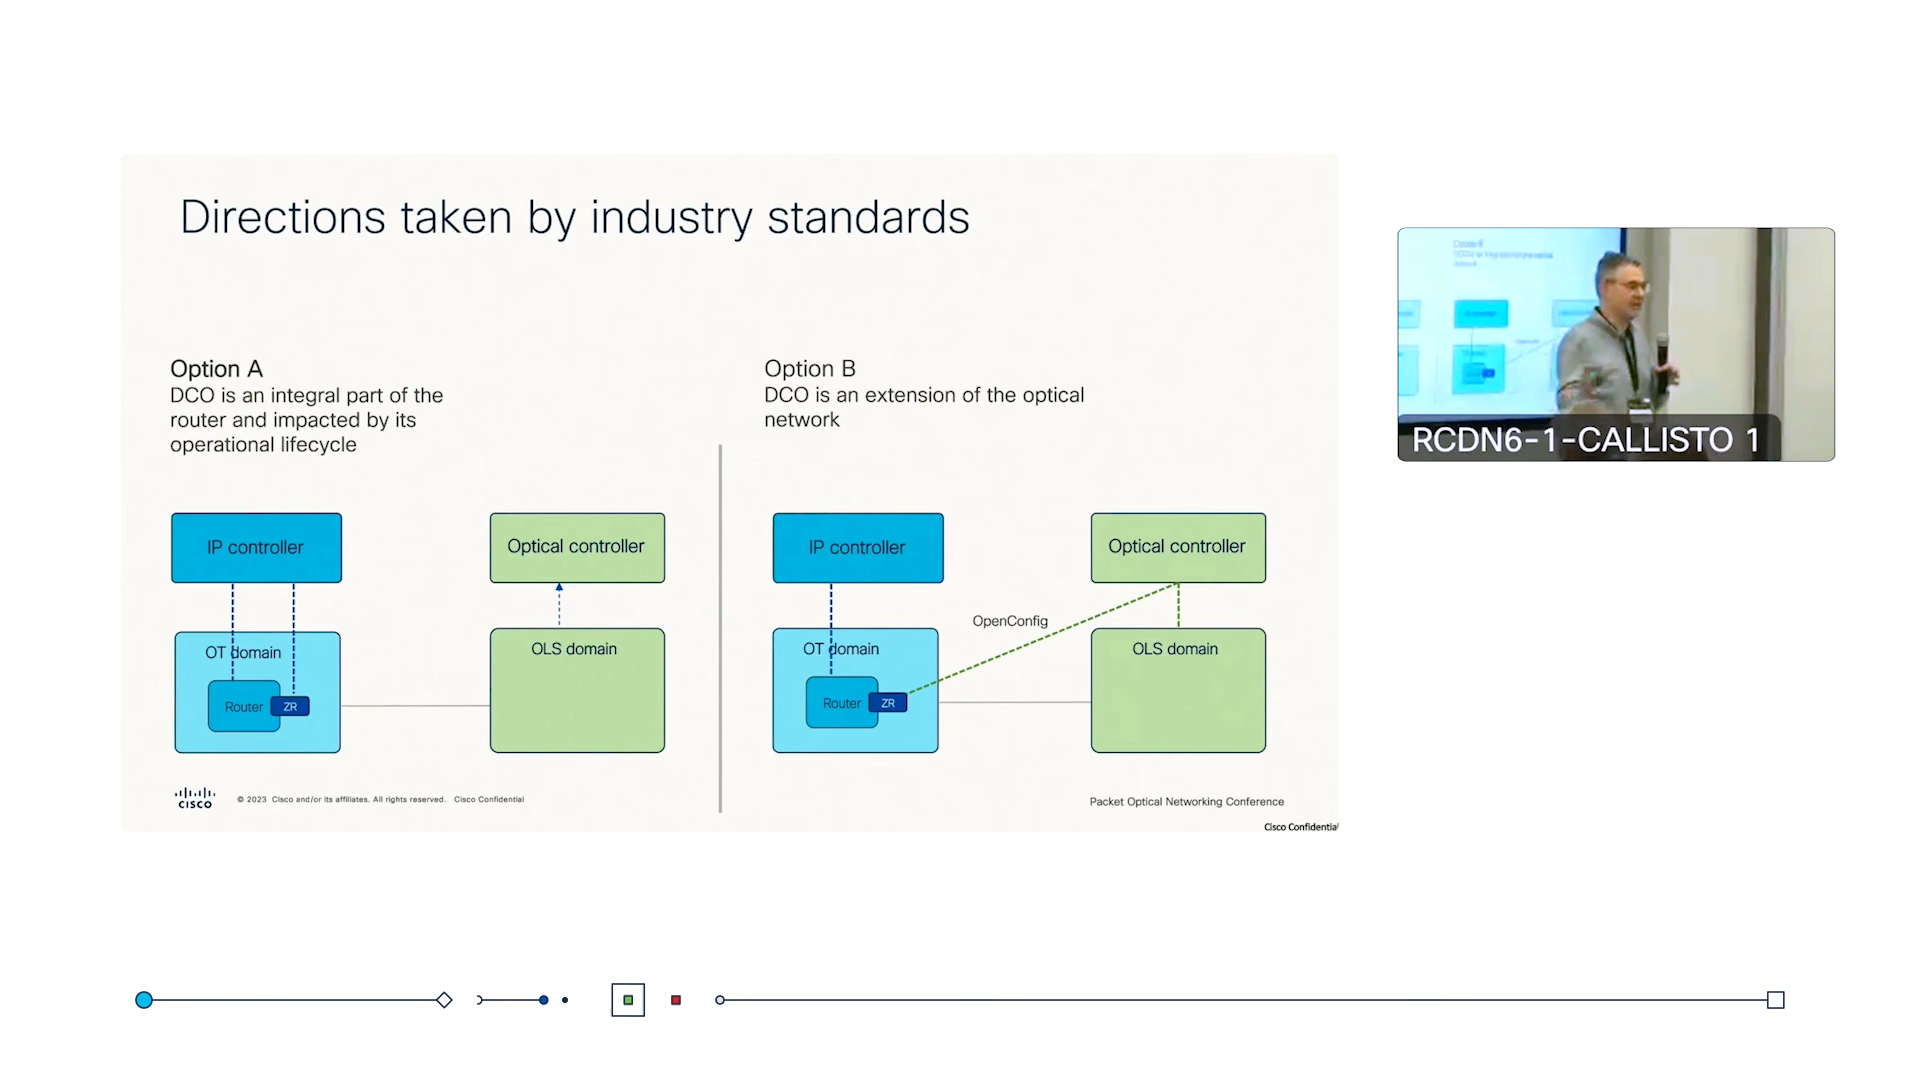 Directions taken by industry standards
Option A
DCO is an integral part of the
router and impacted by its
operational lifecycle
IP controller
Optical controller
OT domain
Router
ZR
OLS domain
Option B
DCO is an extension of the optical
network
IP controller
Optical controller
OpenConfig
OT domain
Router
ZR
OLS domain
CISCO
© 2023 Cisco and/or its affiliates. All rights reserved. Cisco Confidential
Packet Optical Networking Conference
Cisco Confidential
RCDN6-1-CALLISTO 1